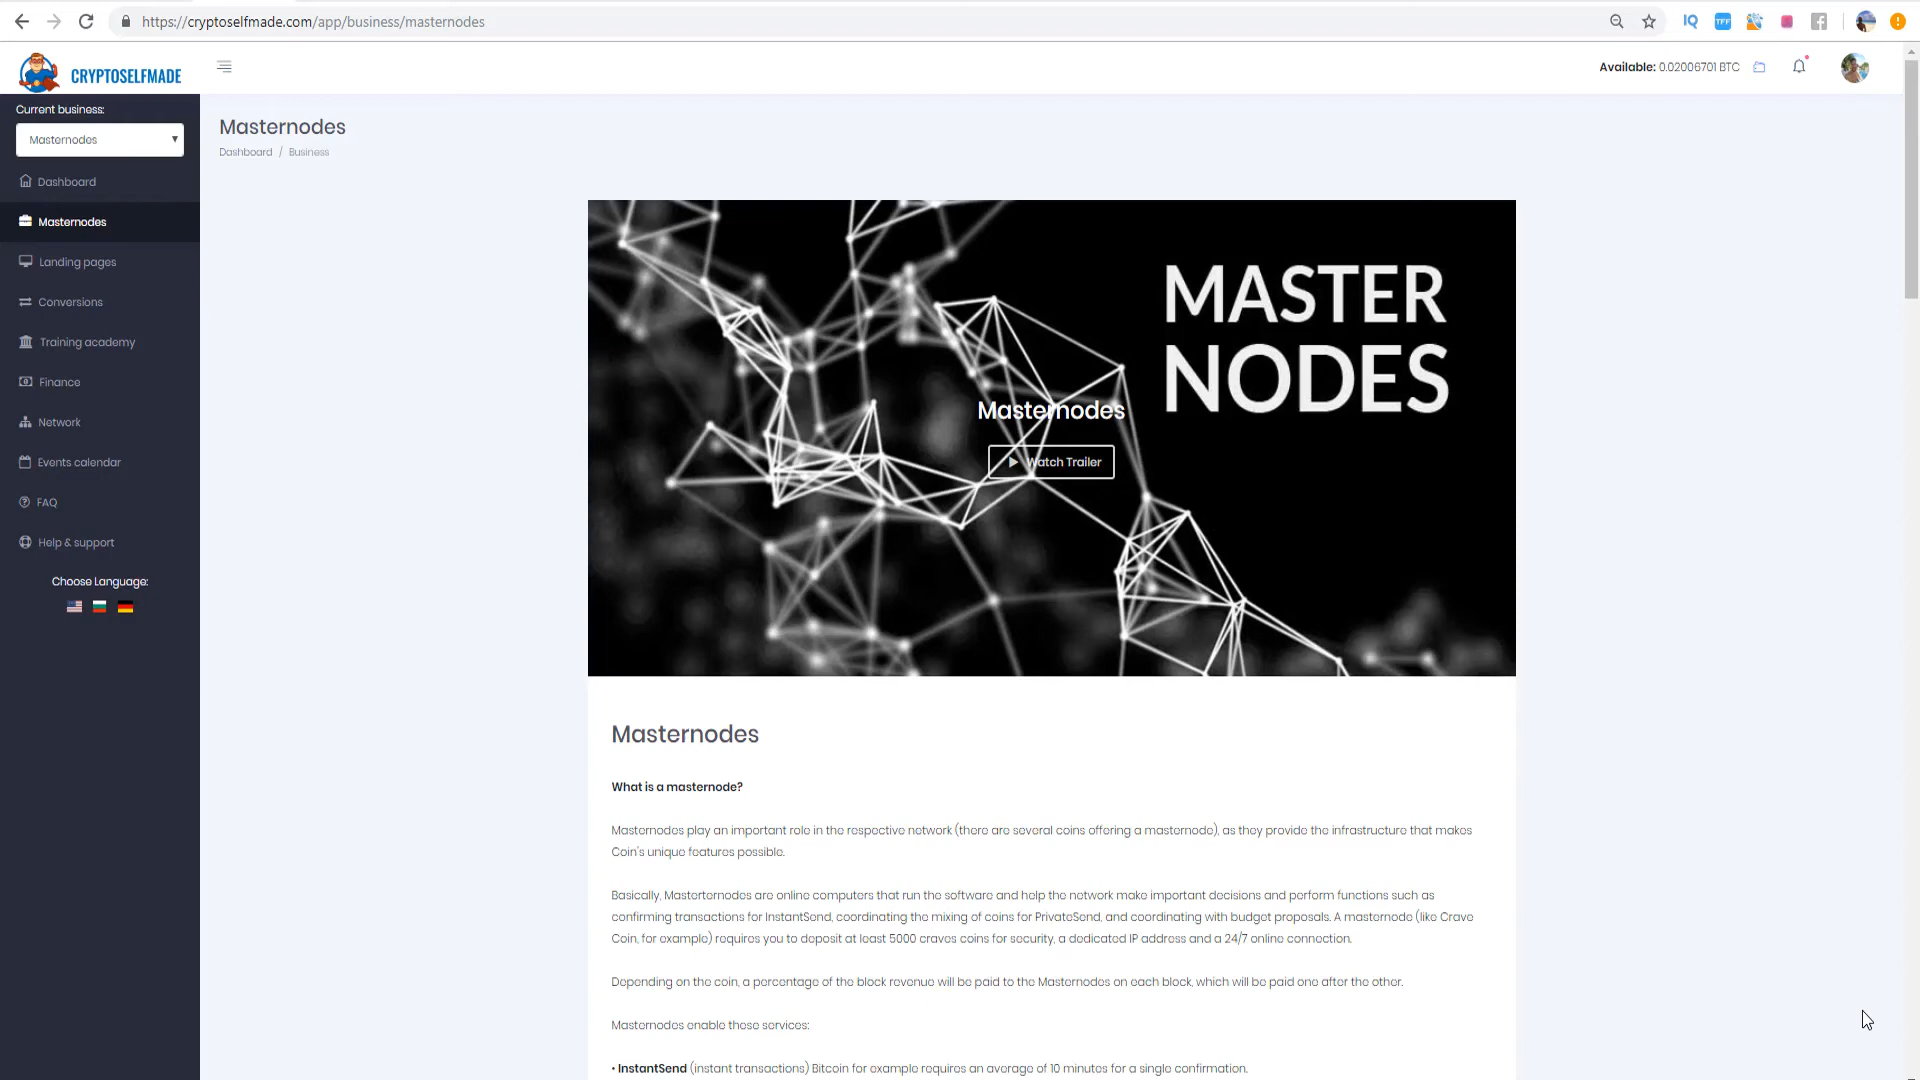 https://cryptoselfmade.com/app/business/masternodes
IQ
TFF
CRYPTOSELFMADE
Available: 0.02006701 BTC
Current business:
Masternodes
Dashboard
Masternodes
Landing pages
Conversions
Training academy
Finance
Network
Events calendar
FAQ
Help & support
Choose Language:
Masternodes
Dashboard / Business
MASTER
NODES
Masternodes
Watch Trailer
Masternodes
What is a masternode?
Masternodes play an important role in the respective network (there are several coins offering a masternode), as they provide the infrastructure that makes
Coin's unique features possible.
Basically, Masterternodes are online computers that run the software and help the network make important decisions and perform functions such as
confirming transactions for InstantSend, coordinating the mixing of coins for PrivateSend, and coordinating with budget proposals. A masternode (like Crave
Coin, for example) requires you to deposit at least 5000 craves coins for security, a dedicated IP address and a 24/7 online connection.
Depending on the coin, a percentage of the block revenue will be paid to the Masternodes on each block, which will be paid one after the other.
Masternodes enable these services:
• InstantSend (instant transactions) Bitcoin for example requires an average of 10 minutes for a single confirmation.